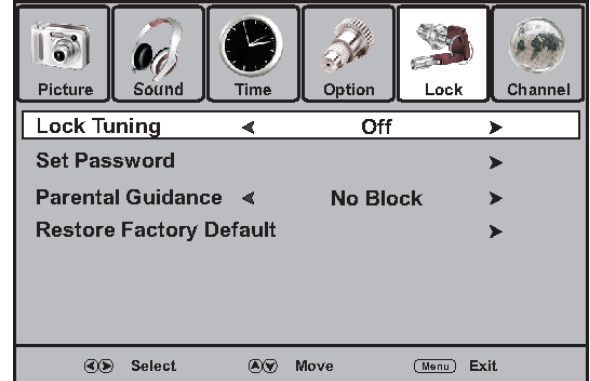 Picture Sound Time Option Lock Channel
Lock Tuning Off
Set Password
Parental Guidance No Block
Restore Factory Default
Select Move Menu Exit